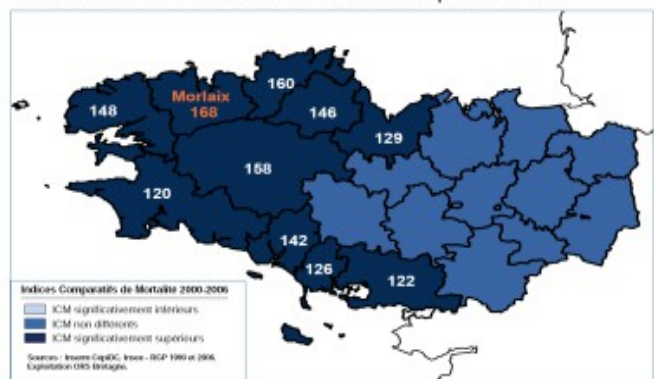 160
Morlaix
148
168
146
129
158
120
142
126
122
Indices Comparatifs de Mortalité 2000-2006
ICM significativement inférieurs
ICM non différents
ICM significativement supérieurs
Sources : Inserm CépiDC, Insee - RGP 1999 et 2006,
Exploitation ORS Bretagne.